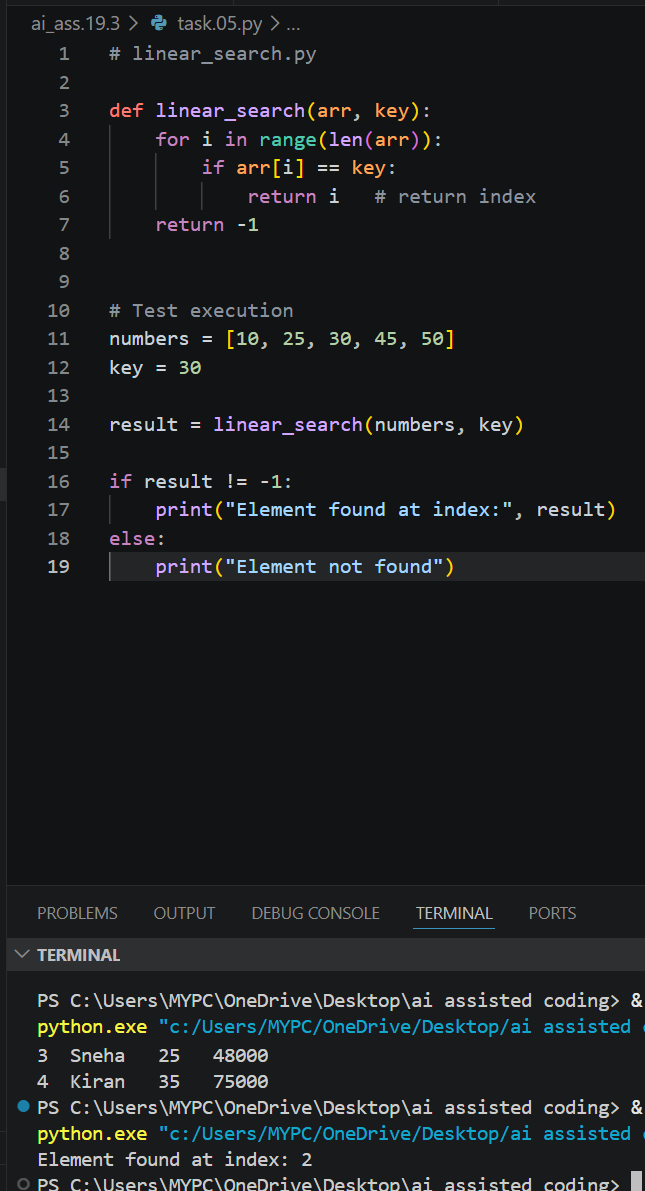 ai_ass.19.3 > task.05.py > ...
1 # linear_search.py
2
3 def linear_search(arr, key):
4     for i in range(len(arr)):
5         if arr[i] == key:
6             return i   # return index
7     return -1
8
9
10 # Test execution
11 numbers = [10, 25, 30, 45, 50]
12 key = 30
13
14 result = linear_search(numbers, key)
15
16 if result != -1:
17     print("Element found at index:", result)
18 else:
19     print("Element not found")
PROBLEMS OUTPUT DEBUG CONSOLE TERMINAL PORTS
TERMINAL
PS C:\Users\MYPC\OneDrive\Desktop\ai assisted coding> &
python.exe "c:/Users/MYPC/OneDrive/Desktop/ai assisted
3  Sneha   25   48000
4  Kiran   35   75000
PS C:\Users\MYPC\OneDrive\Desktop\ai assisted coding> &
python.exe "c:/Users/MYPC/OneDrive/Desktop/ai assisted
Element found at index: 2
PS C:\Users\MYPC\OneDrive\Desktop\ai assisted coding>